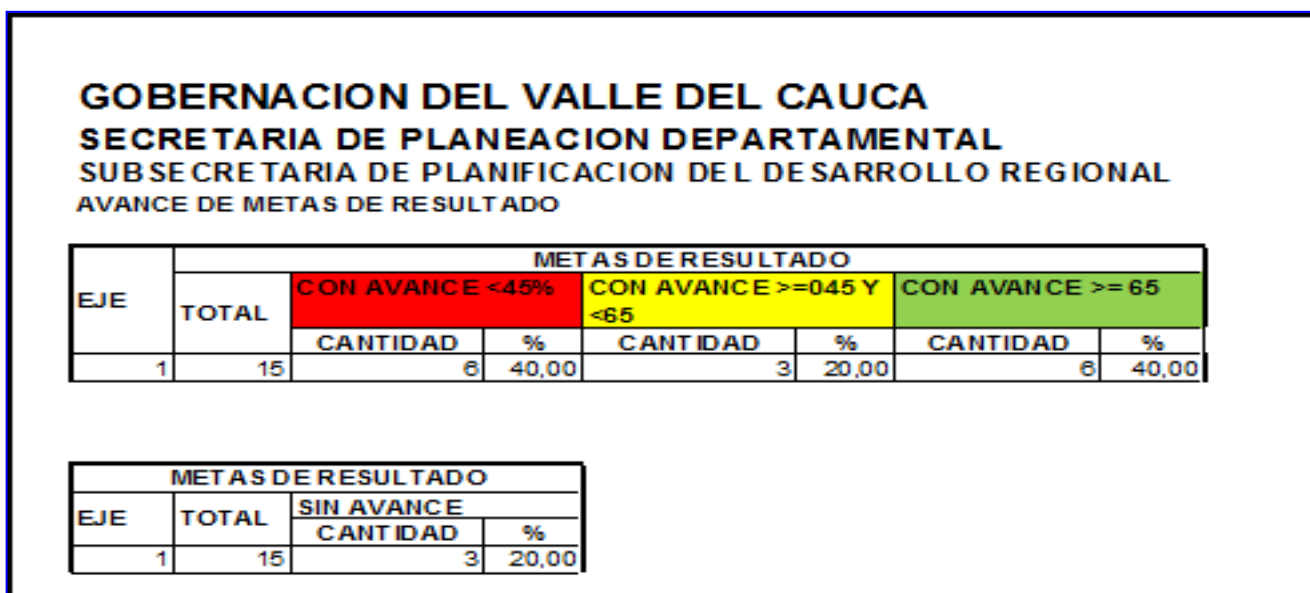 GOBERNACION DEL VALLE DEL CAUCA
SECRETARIA DE PLANEACION DEPARTAMENTAL
SUBSECRETARIA DE PLANIFICACION DEL DESARROLLO REGIONAL
AVANCE DE METAS DE RESULTADO
METAS DE RESULTADO
EJE TOTAL CON AVANCE <45% CON AVANCE >=045 Y <65 CON AVANCE >= 65
CANTIDAD % CANTIDAD % CANTIDAD %
1 15 6 40,00 3 20,00 6 40,00
METAS DE RESULTADO
EJE TOTAL SIN AVANCE
CANTIDAD %
1 15 3 20,00